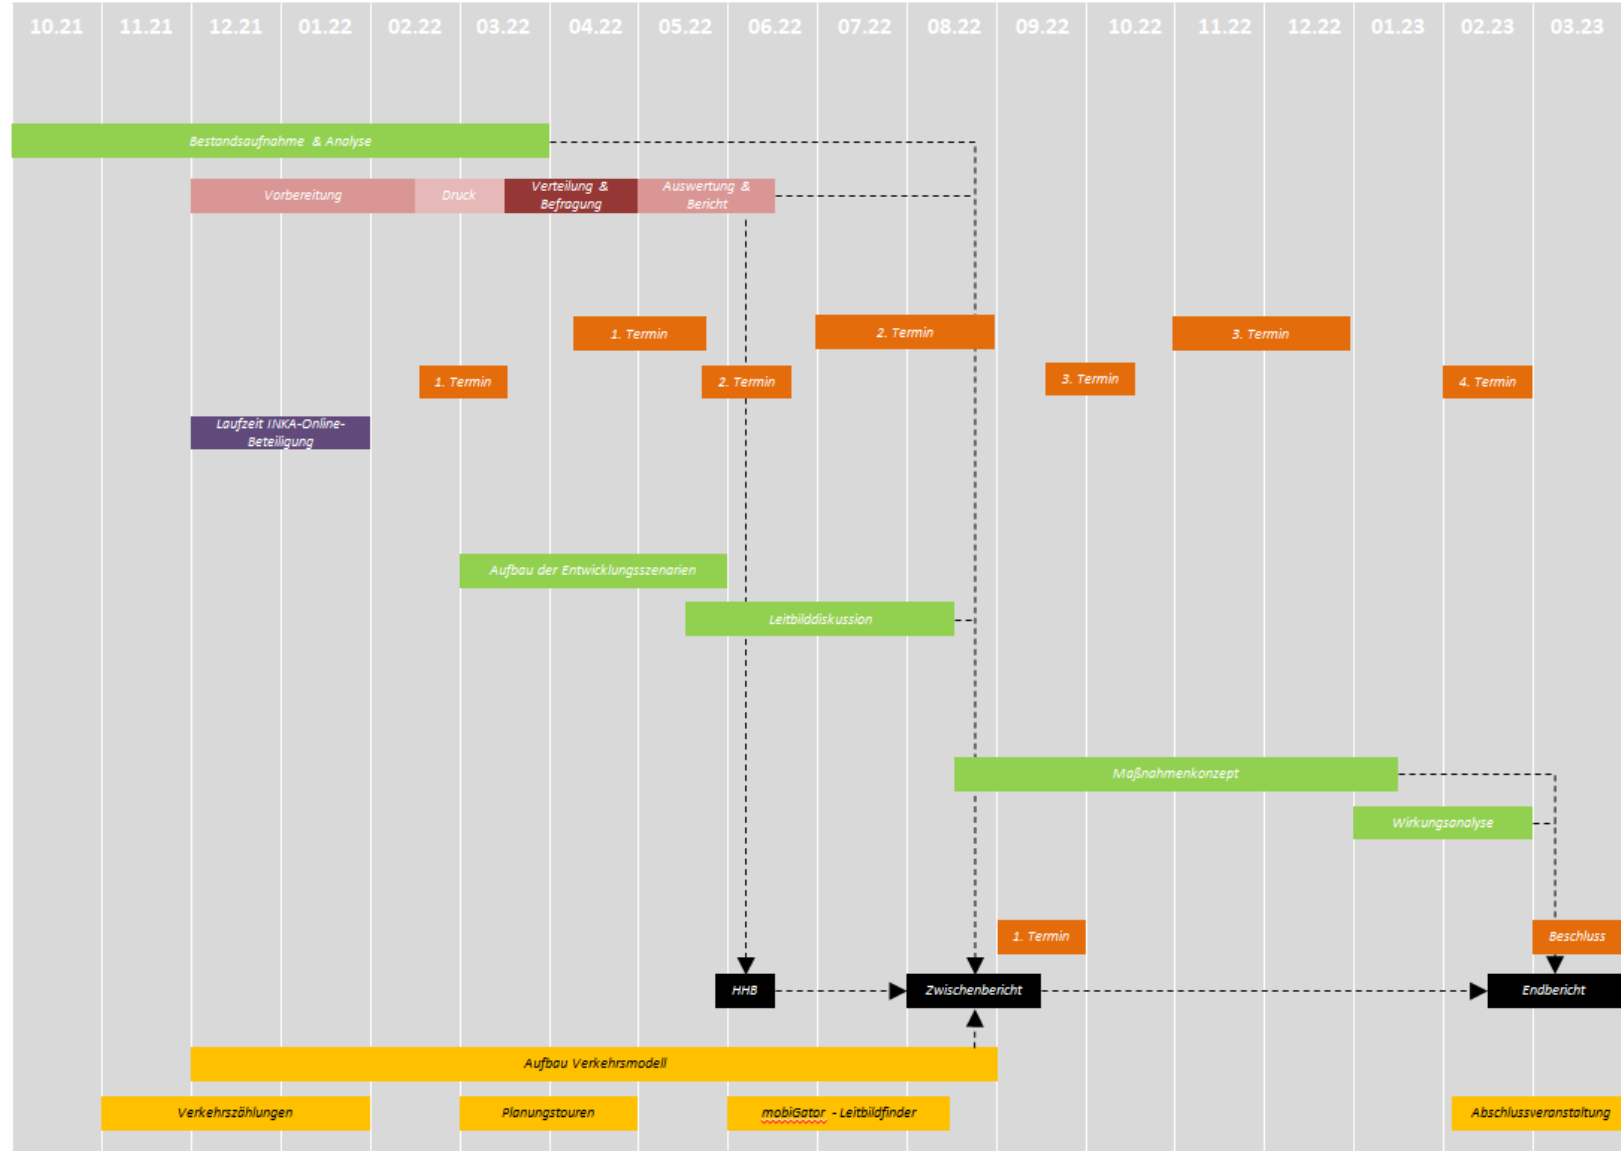 10.21 11.21 12.21 01.22 02.22 03.22 04.22 05.22 06.22 07.22 08.22 09.22 10.22 11.22 12.22 01.23 02.23 03.23
Bestandsaufnahme & Analyse
Vorbereitung
Druck
Verteilung &
Befragung
Auswertung &
Bericht
1. Termin
2. Termin
3. Termin
1. Termin
2. Termin
3. Termin
4. Termin
Laufzeit INKA-Online-
Beteiligung
Aufbau der Entwicklungsszenarien
Leitbilddiskussion
Maßnahmenkonzept
Wirkungsanalyse
1. Termin
Beschluss
HHB
Zwischenbericht
Endbericht
Aufbau Verkehrsmodell
Verkehrszählungen
Planungstouren
mobiGator - Leitbildfinder
Abschlussveranstaltung